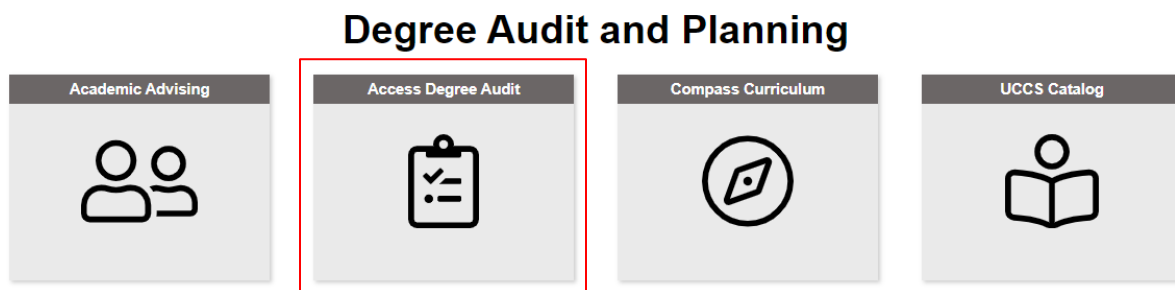 Degree Audit and Planning
Academic Advising
Access Degree Audit
Compass Curriculum
UCCS Catalog